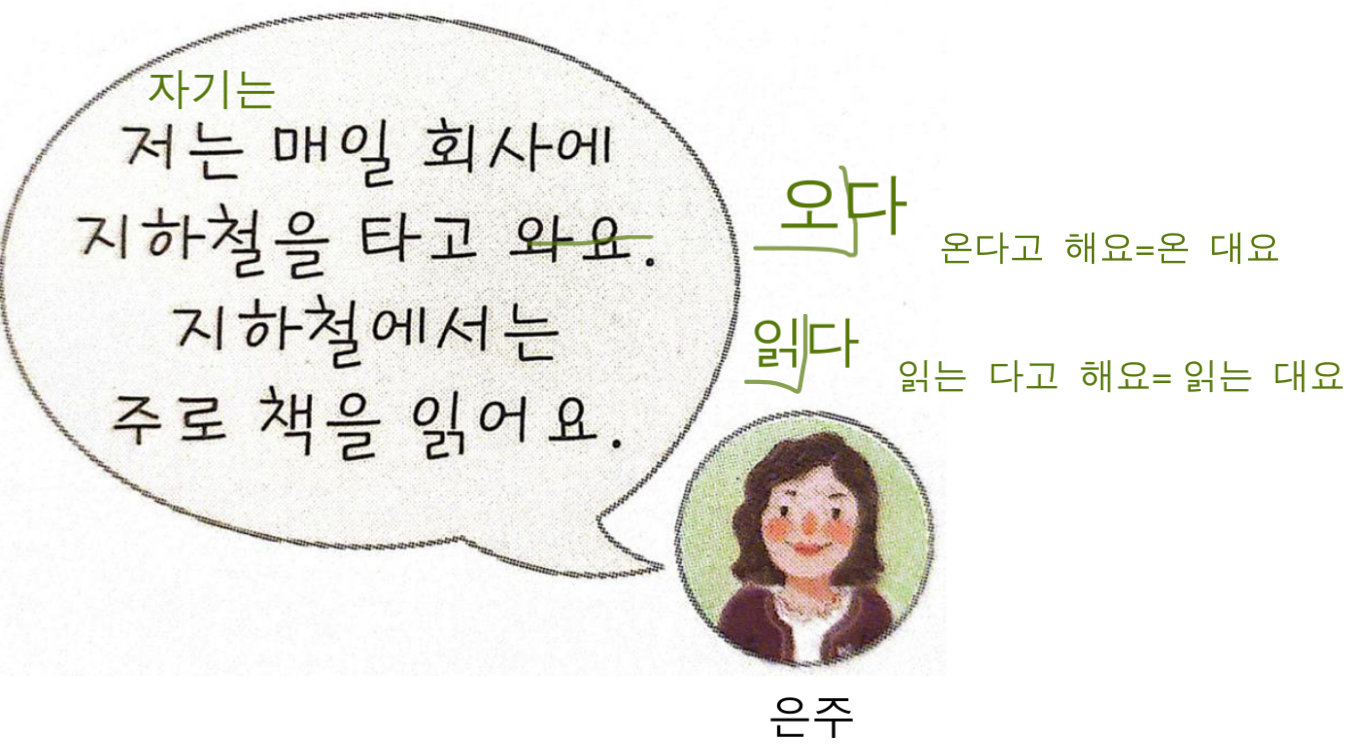 자기는
저는 매일 회사에
지하철을 타고 와요.
지하철에서는
주로 책을 읽어요.
오다
온다고 해요=온 대요
읽다
읽는 다고 해요= 읽는 대요
은주